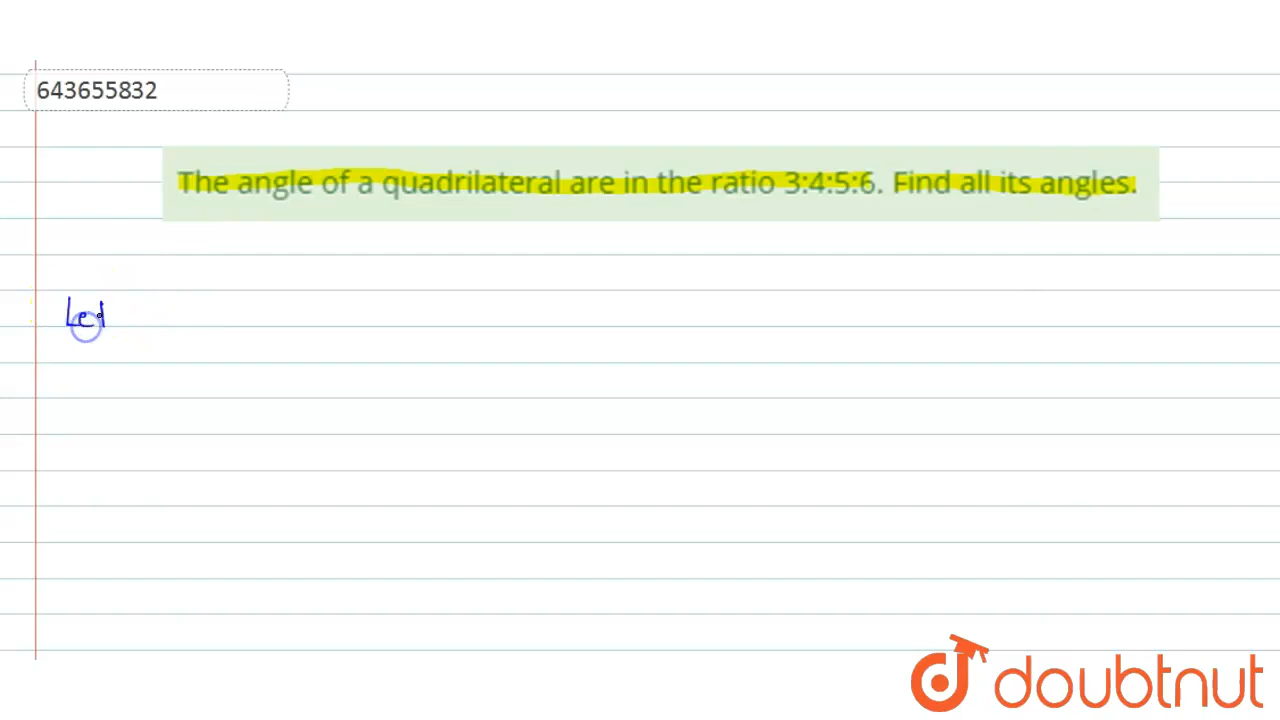 643655832
The angle of a quadrilateral are in the ratio 3:4:5:6. Find all its angles.
Let
doubtnut